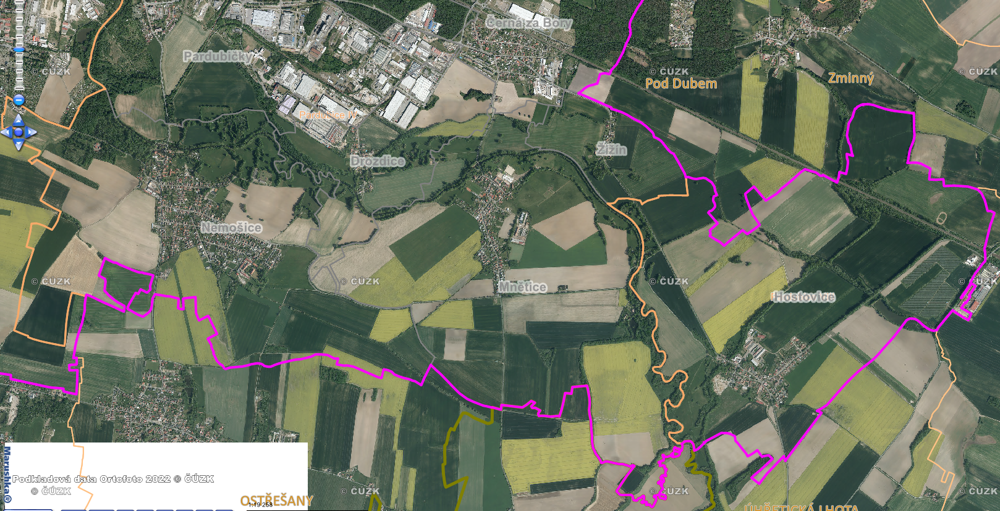 Černá za Bory
Pardubičky
© ČÚZK
© ČÚZK
© ČÚZK
© ČÚZK
Pod Dubem
Zminný
Pardubice IV
Žižín
Drozdice
Nemošice
© ČÚZK
© ČÚZK
Mnětice
© ČÚZK
© ČÚZK
Hostovice
Marushka®
Podkladová data Ortofoto 2022 © ČÚZK
© ČÚZK
© ČÚZK
© ČÚZK
© ČÚZK
OSTŘEŠANY
1:19 258
ÚHŘETICKÁ LHOTA